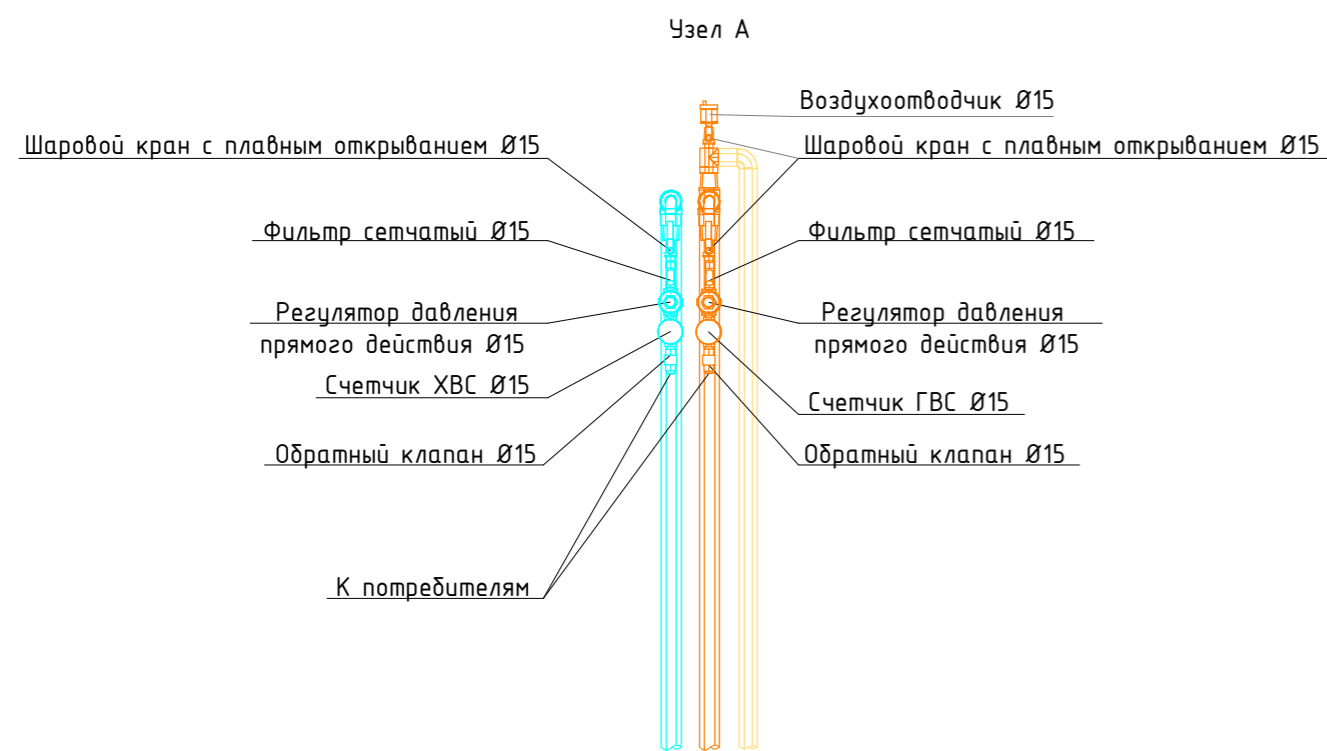 Узел А
Воздухоотводчик Ø15
Шаровой кран с плавным открыванием Ø15
Шаровой кран с плавным открыванием Ø15
Фильтр сетчатый Ø15
Фильтр сетчатый Ø15
Регулятор давления
прямого действия Ø15
Регулятор давления
прямого действия Ø15
Счетчик ХВС Ø15
Счетчик ГВС Ø15
Обратный клапан Ø15
Обратный клапан Ø15
К потребителям